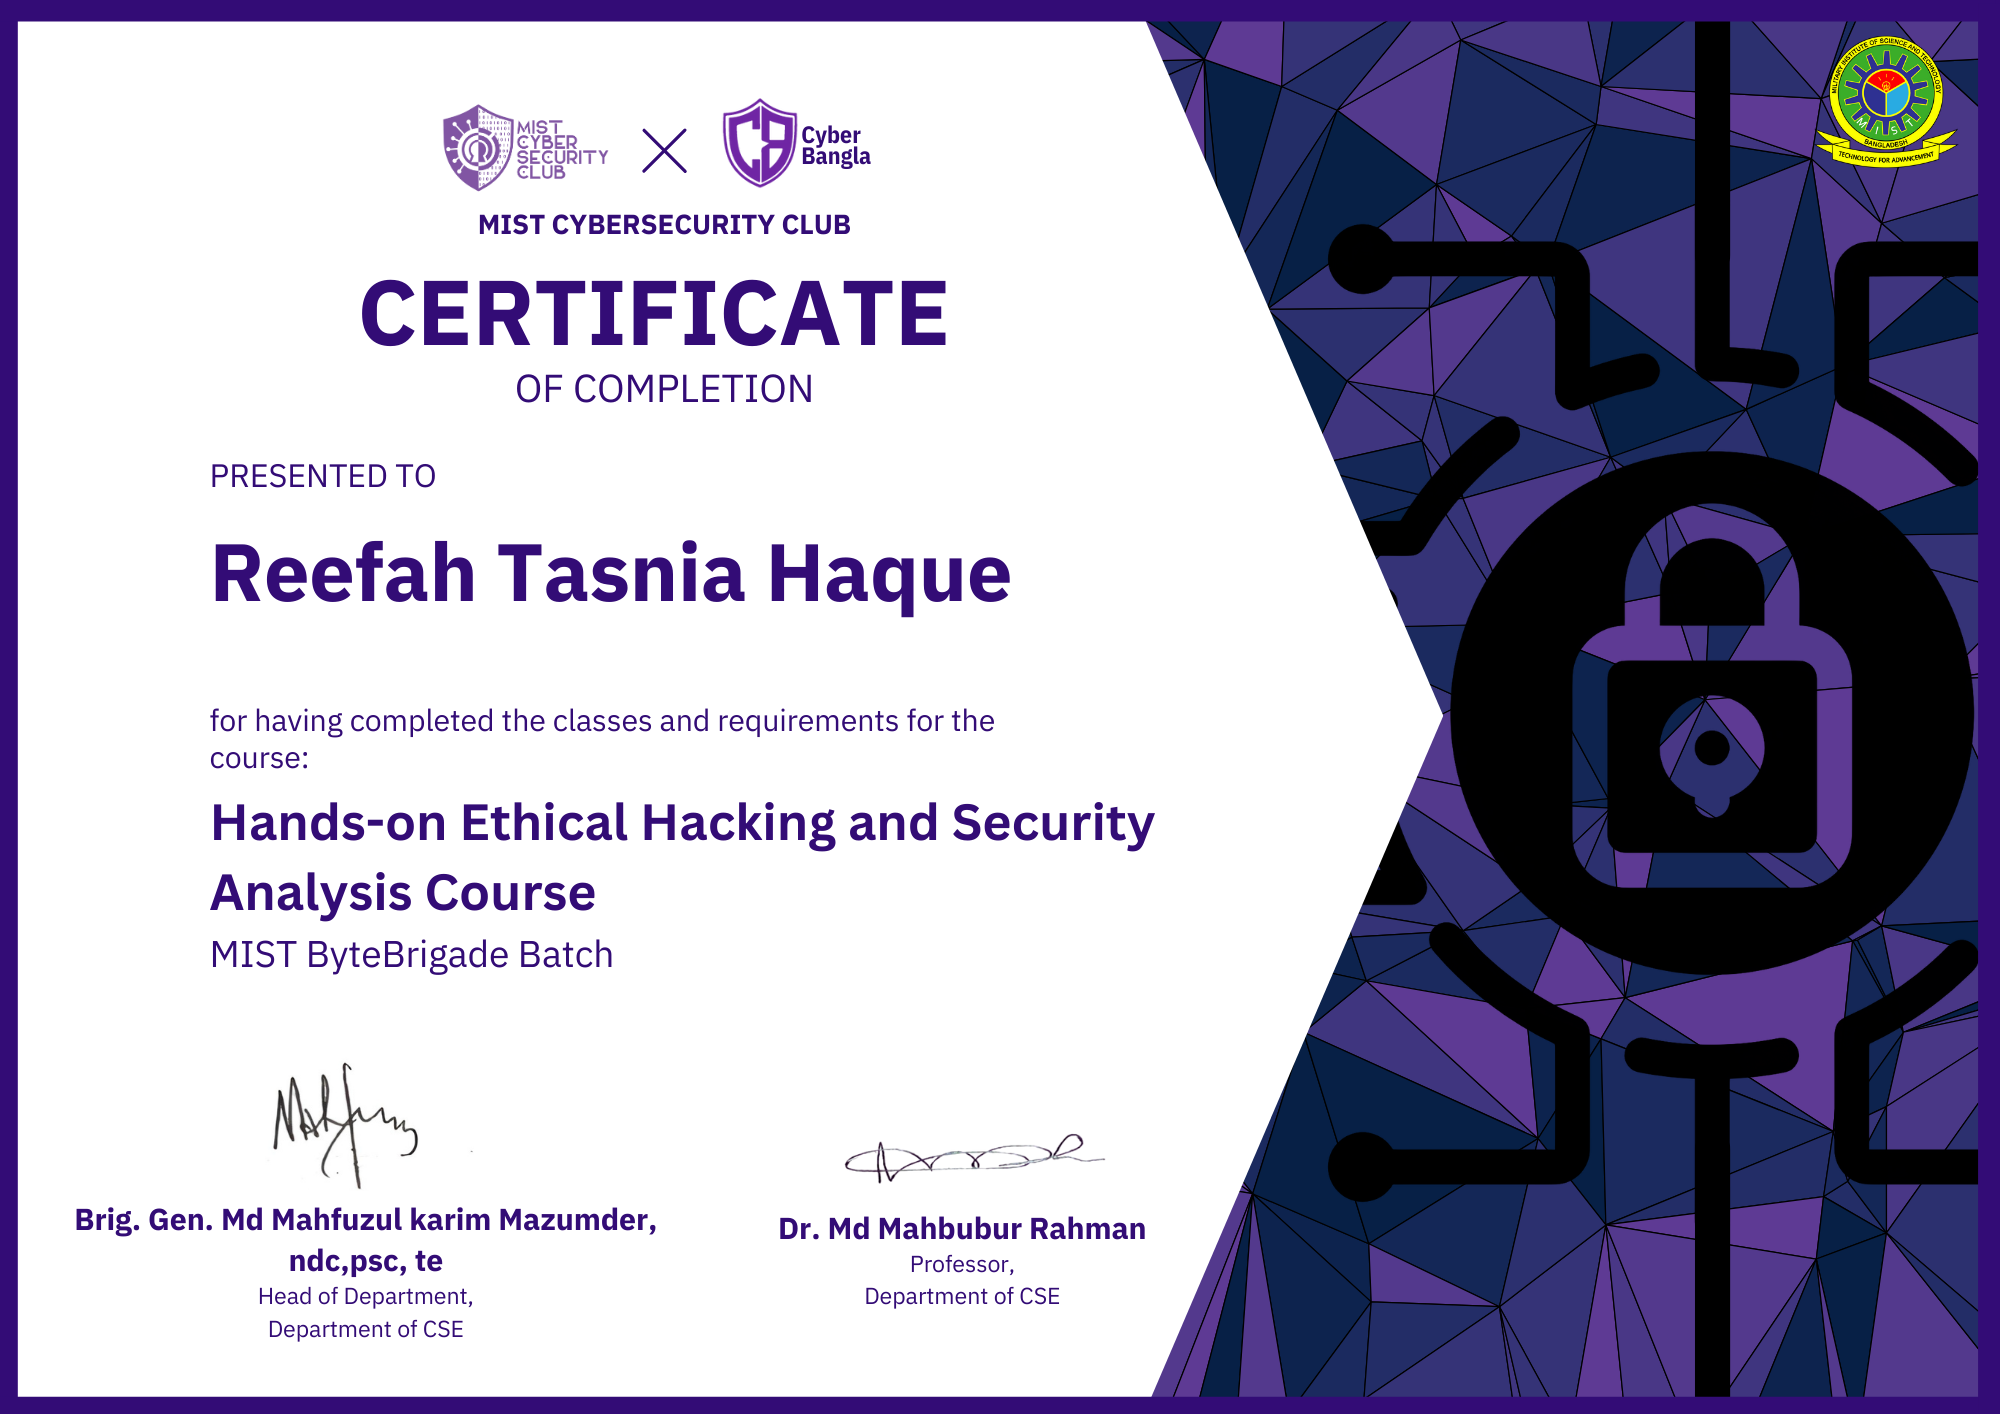 MIST
CYBER
SECURITY
CLUB
Cyber
Bangla
MILITARY INSTITUTE OF SCIENCE AND TECHNOLOGY
MIST
BANGLADESH
TECHNOLOGY FOR ADVANCEMENT
MIST CYBERSECURITY CLUB
CERTIFICATE
OF COMPLETION
PRESENTED TO
Reefah Tasnia Haque
for having completed the classes and requirements for the
course:
Hands-on Ethical Hacking and Security
Analysis Course
MIST ByteBrigade Batch
Brig. Gen. Md Mahfuzul karim Mazumder,
ndc,psc, te
Head of Department,
Department of CSE
Dr. Md Mahbubur Rahman
Professor,
Department of CSE